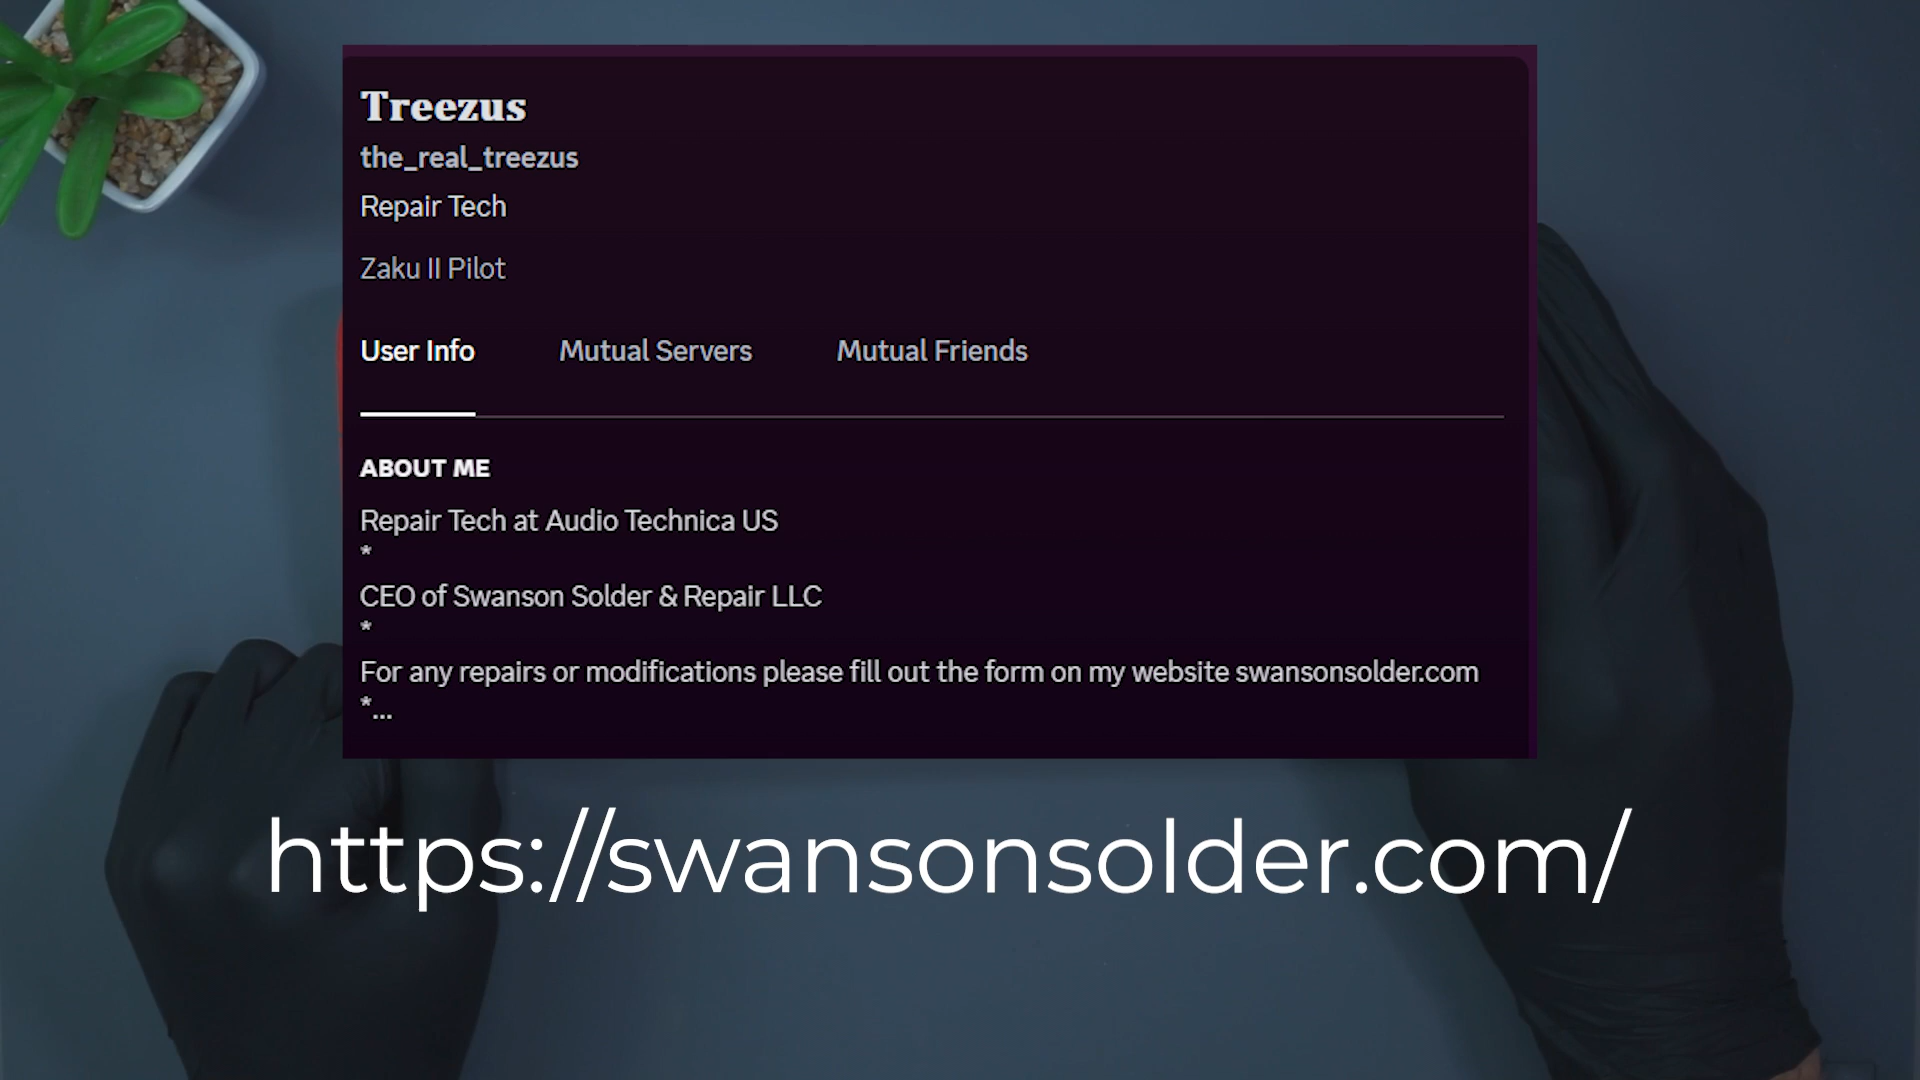 Treezus
the_real_treezus
Repair Tech
Zaku II Pilot
User Info Mutual Servers Mutual Friends
ABOUT ME
Repair Tech at Audio Technica US
*
CEO of Swanson Solder & Repair LLC
*
For any repairs or modifications please fill out the form on my website swansonsolder.com
*...
https://swansonsolder.com/